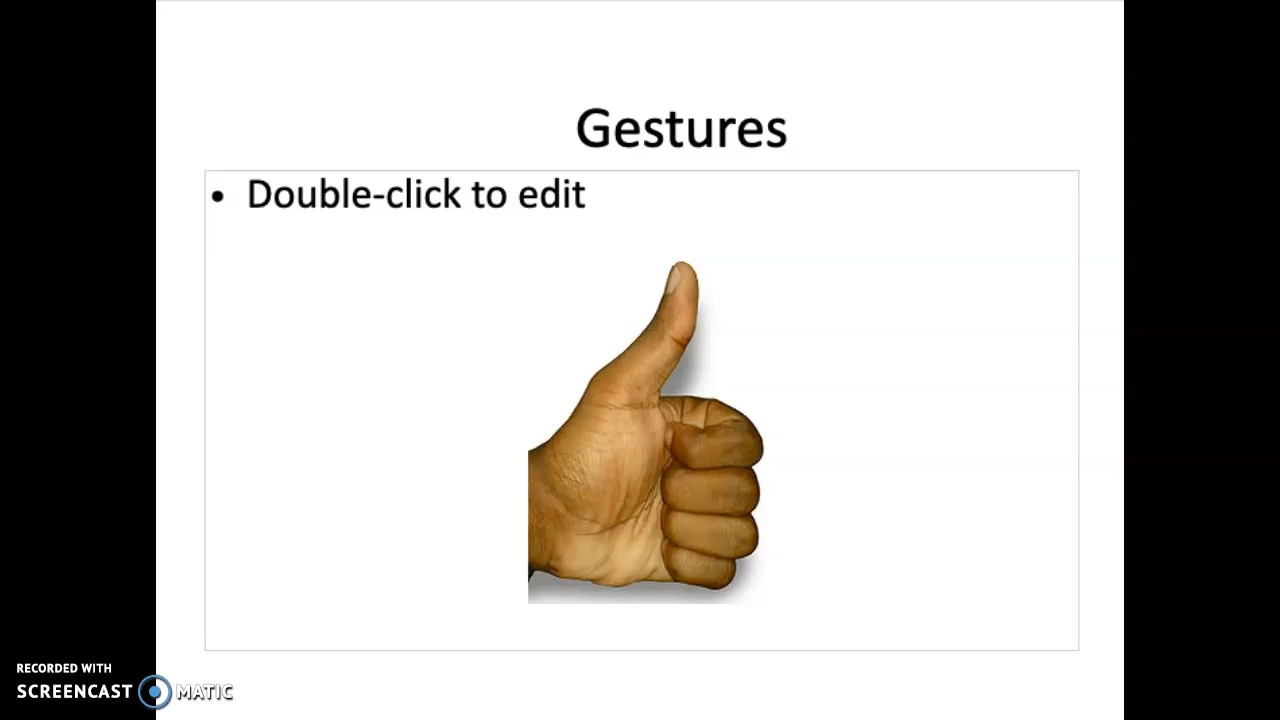 Gestures
• Double-click to edit
RECORDED WITH
SCREENCAST MATIC